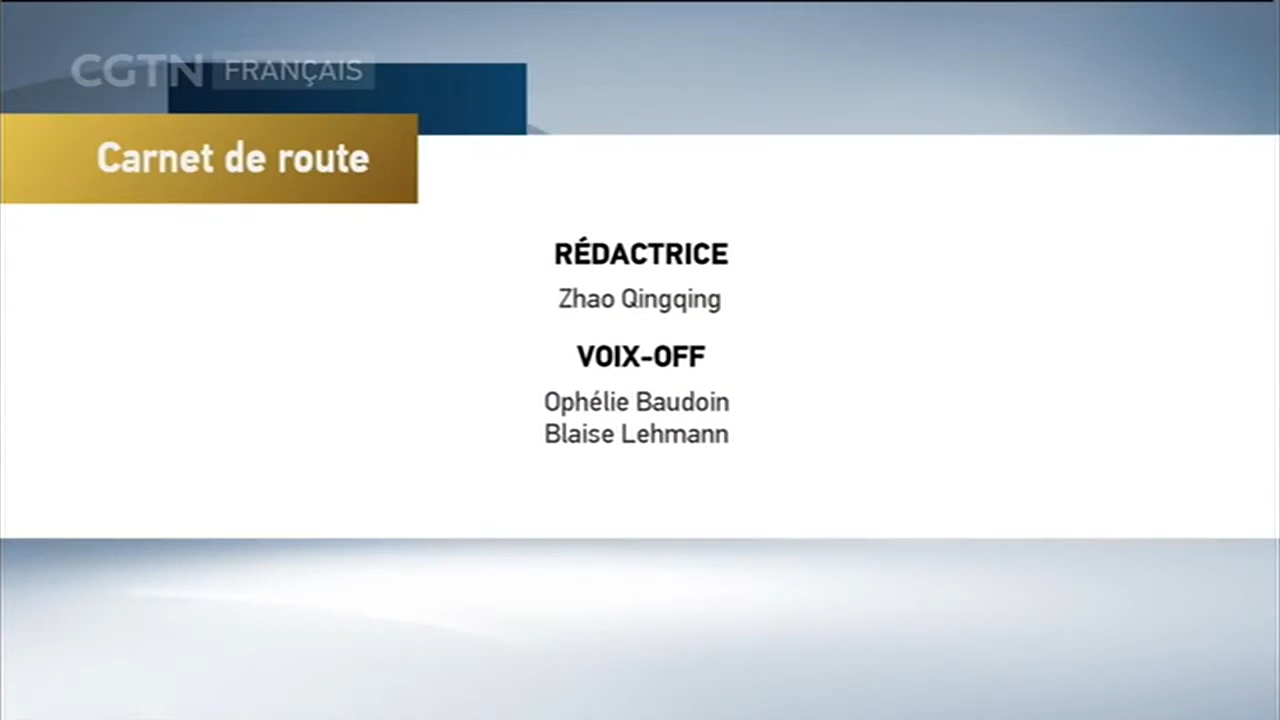 CGTN FRANÇAIS
Carnet de route
RÉDACTRICE
Zhao Qingqing
VOIX-OFF
Ophélie Baudoin
Blaise Lehmann